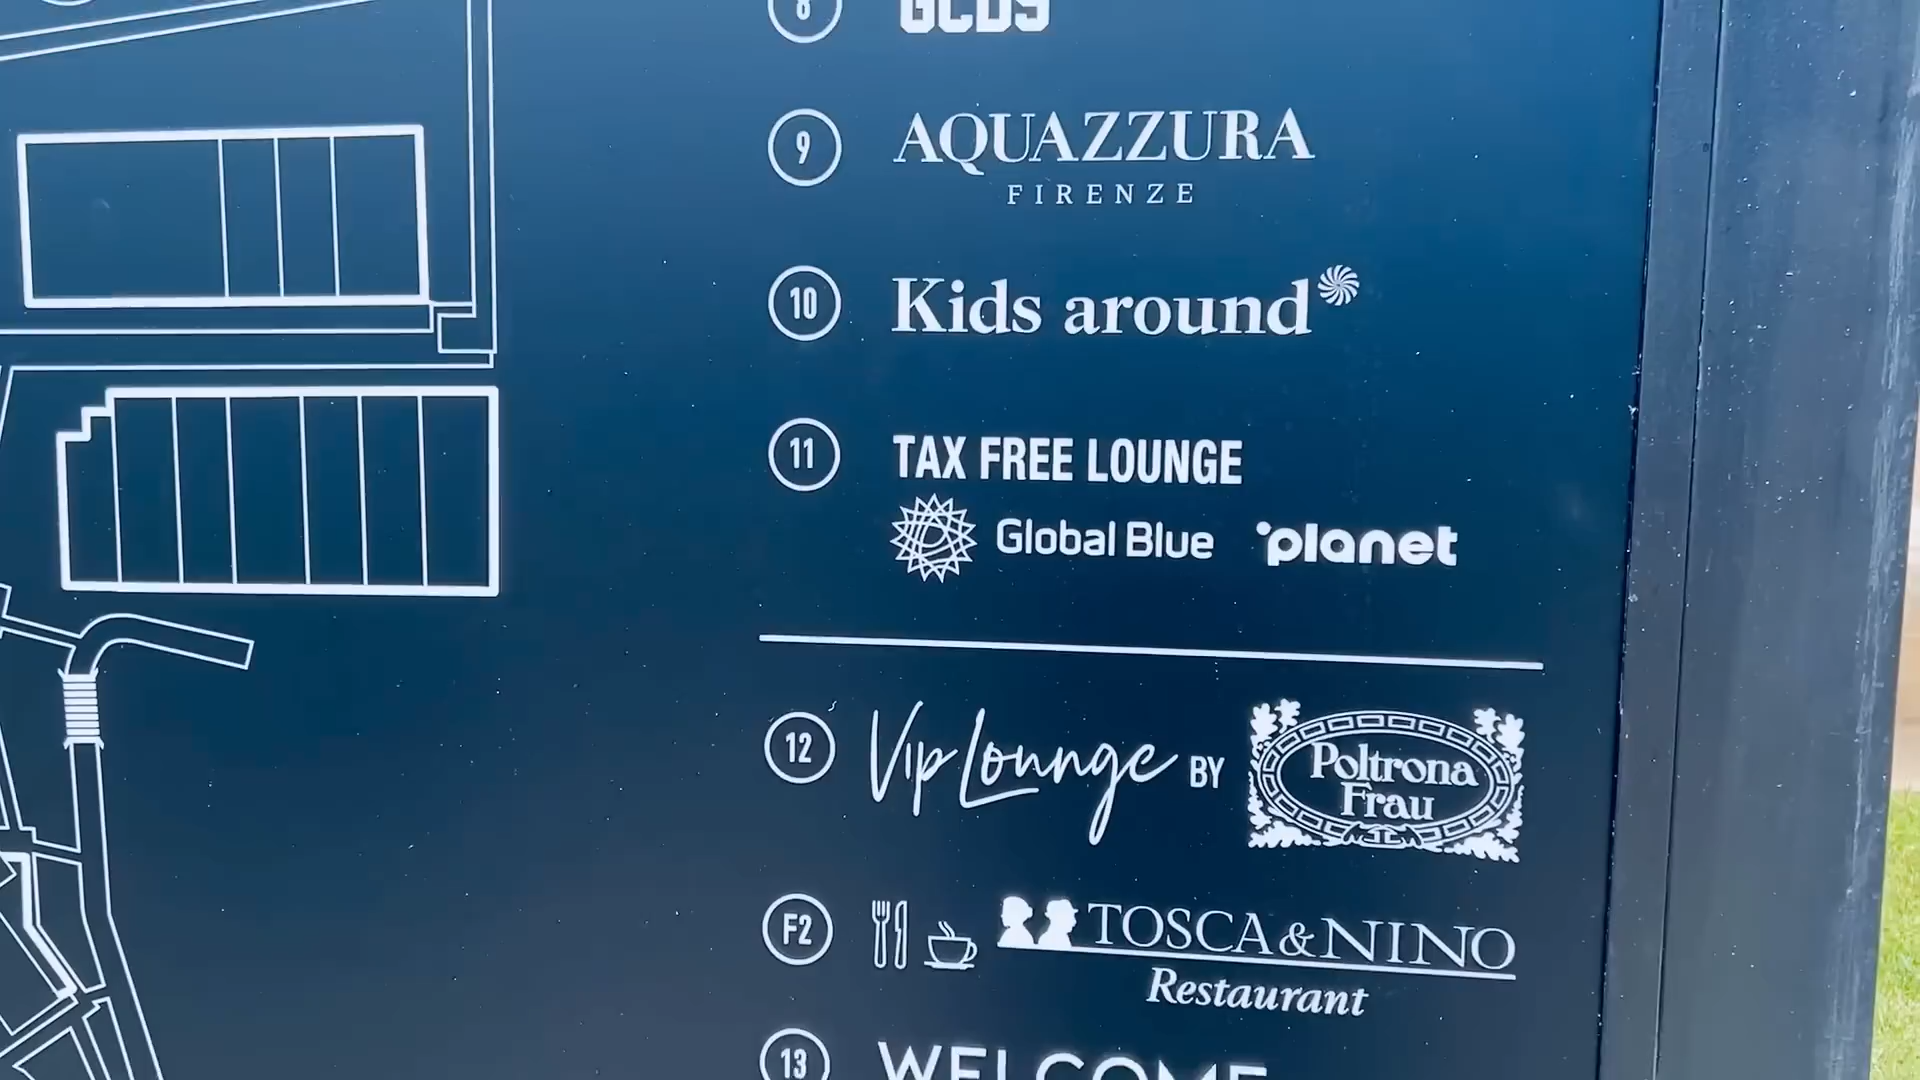 8 GCDS
9 AQUAZZURA
FIRENZE
10 Kids around
11 TAX FREE LOUNGE
Global Blue planet
12 Vip Lounge BY Poltrona
Frau
F2 TOSCA&NINO
Restaurant
13 WELCOME